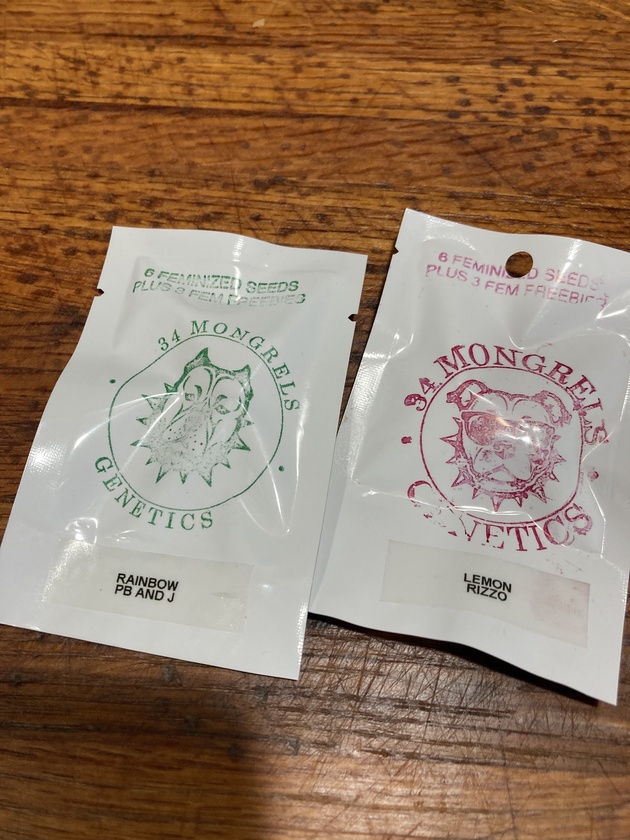 6 FEMINIZED SEEDS
PLUS 3 FEM FREEBIES
34 MONGRELS
GENETICS
RAINBOW
PB AND J
6 FEMINIZED SEEDS
PLUS 3 FEM FREEBIES
34 MONGRELS
GENETICS
LEMON
RIZZO